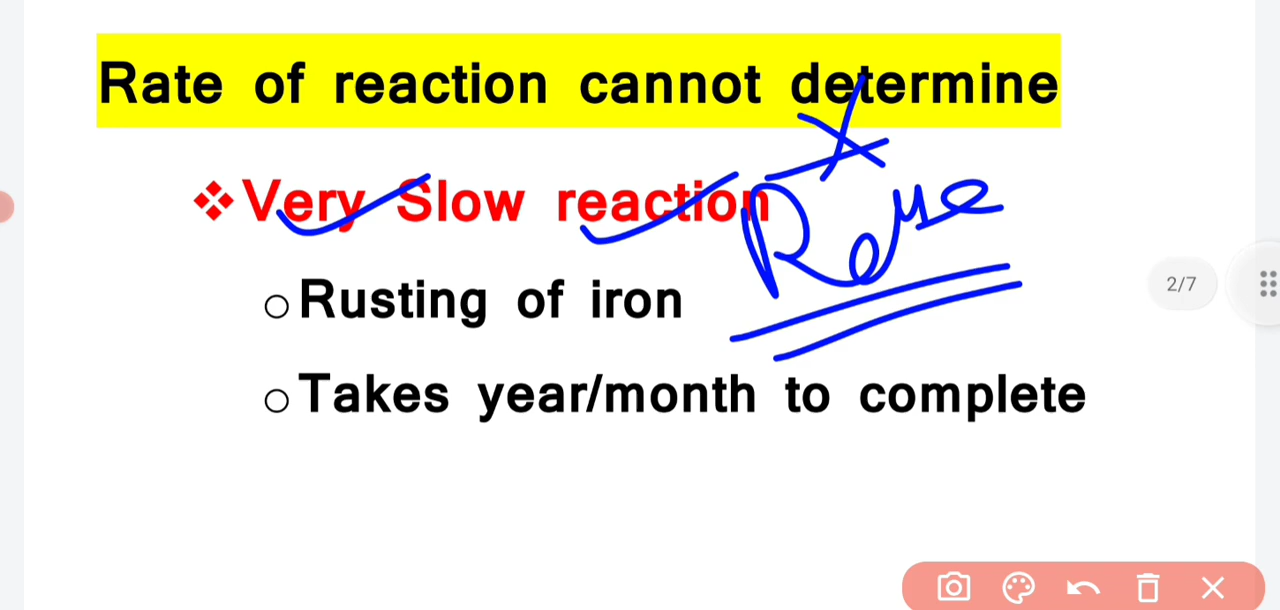 Rate of reaction cannot determine
❖Very Slow reaction
○Rusting of iron
2/7
○Takes year/month to complete